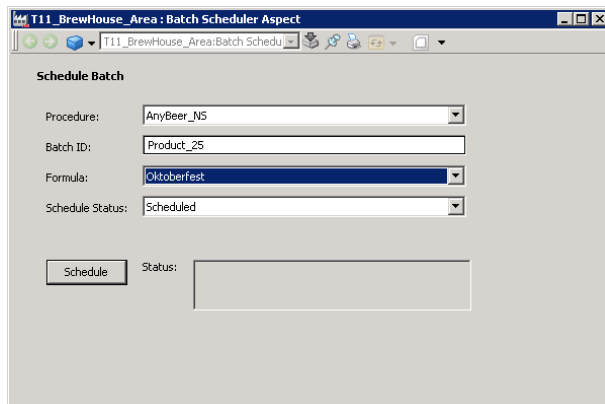 T11_BrewHouse_Area : Batch Scheduler Aspect
T11_BrewHouse_Area:Batch Schedu
Schedule Batch
Procedure: AnyBeer_NS
Batch ID: Product_25
Formula: Oktoberfest
Schedule Status: Scheduled
Schedule Status: